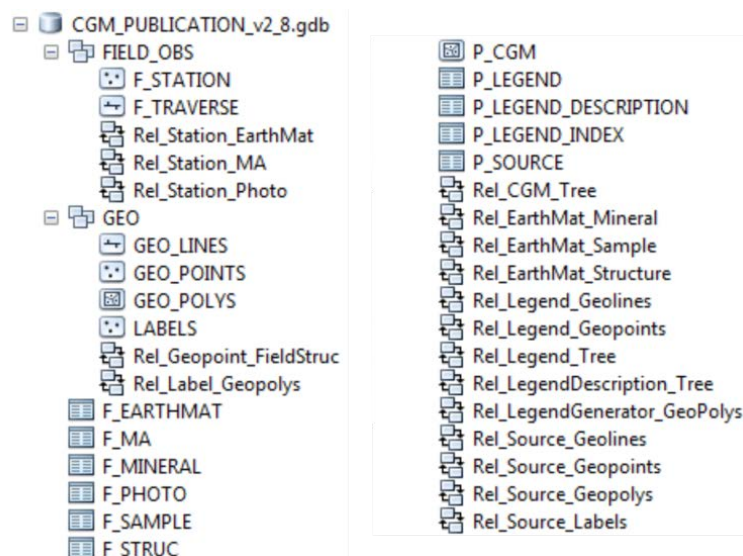 CGM_PUBLICATION_v2_8.gdb
FIELD_OBS
F_STATION
F_TRAVERSE
Rel_Station_EarthMat
Rel_Station_MA
Rel_Station_Photo
GEO
GEO_LINES
GEO_POINTS
GEO_POLYS
LABELS
Rel_Geopoint_FieldStruc
Rel_Label_Geopolys
F_EARTHMAT
F_MA
F_MINERAL
F_PHOTO
F_SAMPLE
F_STRUC
P_CGM
P_LEGEND
P_LEGEND_DESCRIPTION
P_LEGEND_INDEX
P_SOURCE
Rel_CGM_Tree
Rel_EarthMat_Mineral
Rel_EarthMat_Sample
Rel_EarthMat_Structure
Rel_Legend_Geolines
Rel_Legend_Geopoints
Rel_Legend_Tree
Rel_LegendDescription_Tree
Rel_LegendGenerator_GeoPolys
Rel_Source_Geolines
Rel_Source_Geopoints
Rel_Source_Geopolys
Rel_Source_Labels